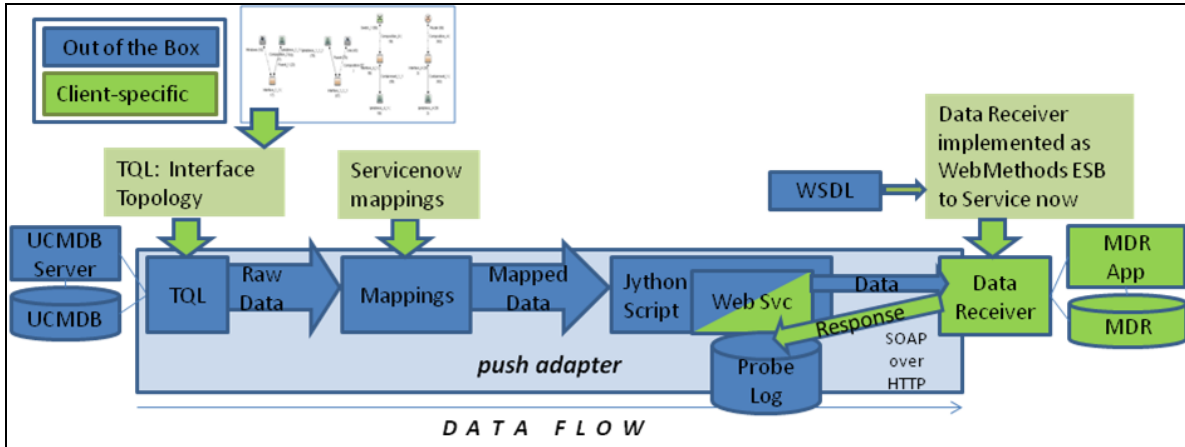 Out of the Box
Client-specific
TQL: Interface
Topology
Servicenow
mappings
WSDL
Data Receiver
implemented as
WebMethods ESB
to Service now
UCMDB
Server
UCMDB
TQL
Raw
Data
Mappings
Mapped
Data
Jython
Script
Web Svc
Data
Response
Data
Receiver
MDR
App
MDR
SOAP
over
HTTP
Probe
Log
push adapter
DATA FLOW